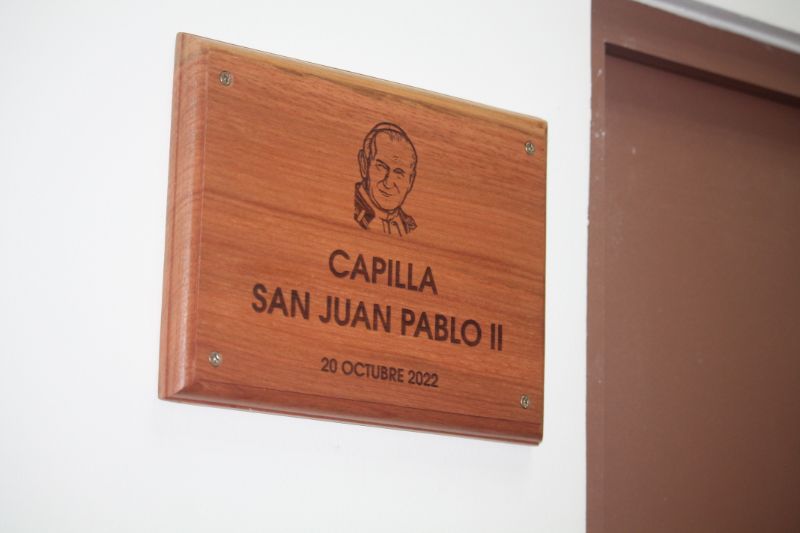 CAPILLA
SAN JUAN PABLO II
20 OCTUBRE 2022